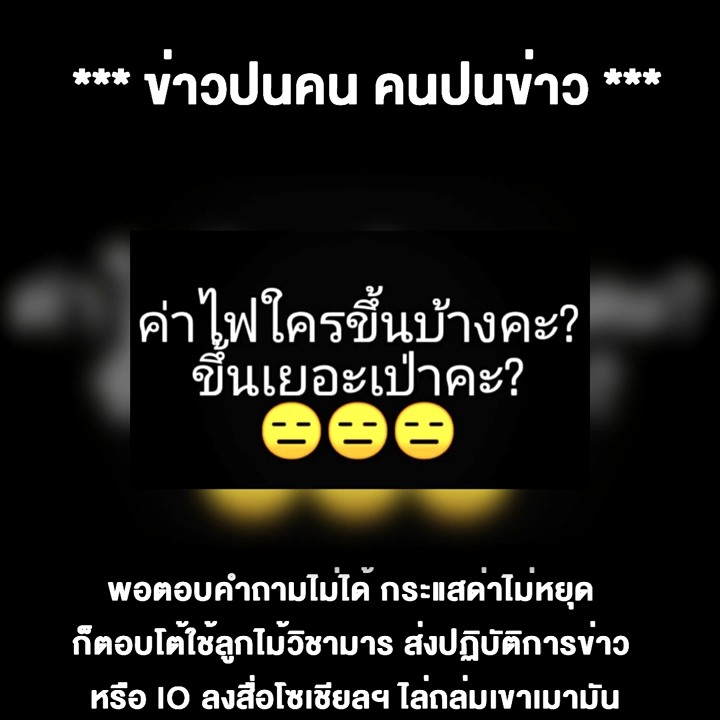 *** ข่าวปนคน คนปนข่าว ***
ค่าไฟใครขึ้นบ้างคะ?
ขึ้นเยอะเป่าคะ?
😑😑😑
พอตอบคำถามไม่ได้ กระแสด่าไม่หยุด
ก็ตอบโต้ใช้ลูกไม้วิชามาร ส่งปฏิบัติการข่าว
หรือ IO ลงสื่อโซเชียลฯ ไล่ถล่มเขาเมามัน